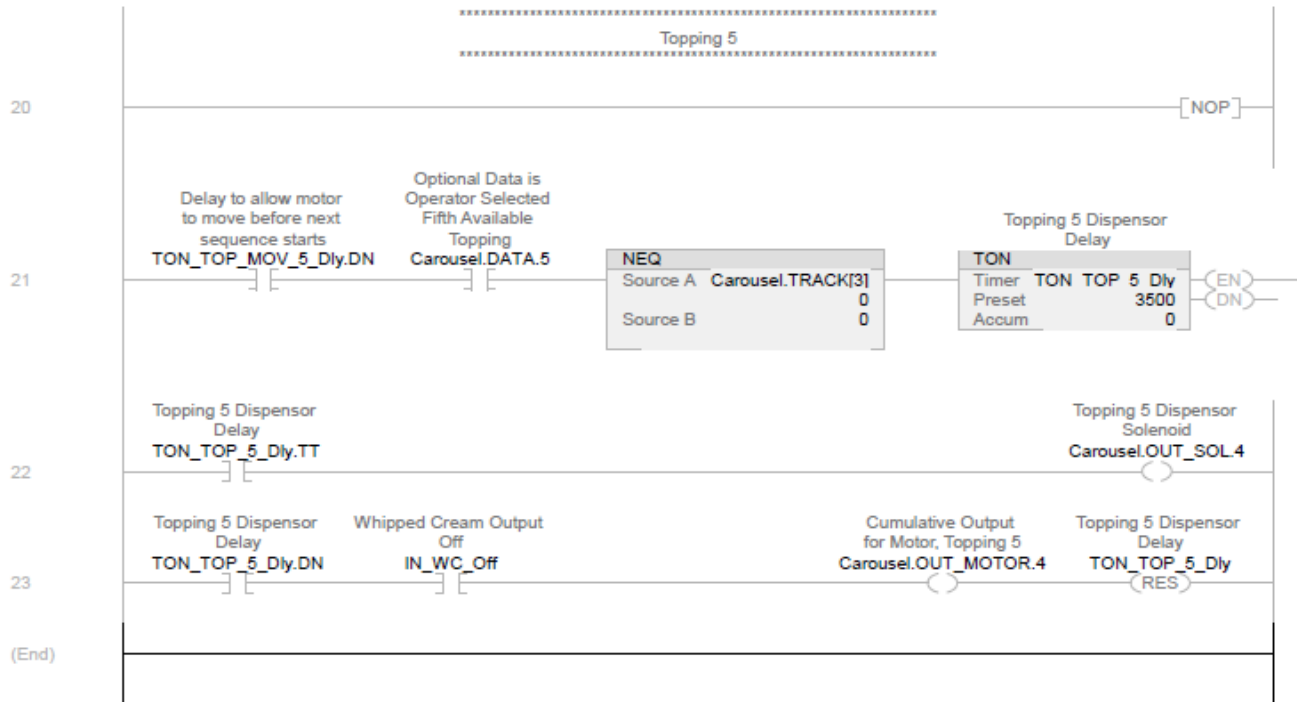 ********************************************************************
Topping 5
********************************************************************
20
[NOP]
Delay to allow motor
to move before next
sequence starts
TON_TOP_MOV_5_Dly.DN
Optional Data is
Operator Selected
Fifth Available
Topping
Carousel.DATA.5
Topping 5 Dispensor
Delay
21
NEQ
Source A Carousel.TRACK[3]
0
Source B 0
TON
Timer TON_TOP_5_Dly
Preset 3500
Accum 0
(EN)
(DN)
Topping 5 Dispensor
Delay
TON_TOP_5_Dly.TT
Topping 5 Dispensor
Solenoid
Carousel.OUT_SOL.4
22
Topping 5 Dispensor
Delay
TON_TOP_5_Dly.DN
Whipped Cream Output
Off
IN_WC_Off
Cumulative Output
for Motor, Topping 5
Carousel.OUT_MOTOR.4
Topping 5 Dispensor
Delay
TON_TOP_5_Dly
23
(RES)
(End)